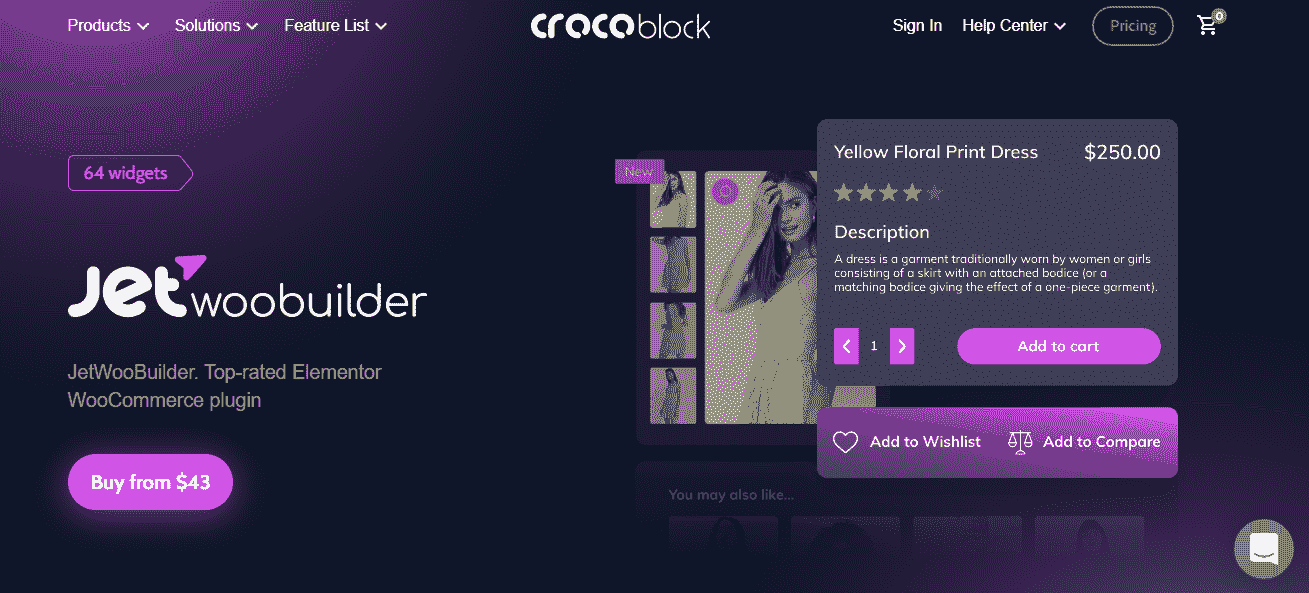 Products
Solutions
Feature List
crocoblock
Sign In
Help Center
Pricing
0
64 widgets
Jetwoobuilder
JetWooBuilder. Top-rated Elementor
WooCommerce plugin
Buy from $43
New
Yellow Floral Print Dress
$250.00
Description
A dress is a garment traditionally worn by women or girls
consisting of a skirt with an attached bodice (or a
matching bodice giving the effect of a one-piece garment).
1
Add to cart
Add to Wishlist
Add to Compare
You may also like...